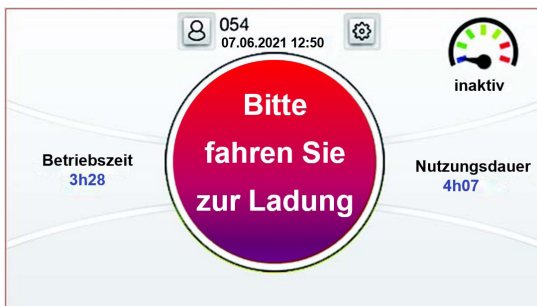 054
07.06.2021 12:50
inaktiv
Bitte
fahren Sie
zur Ladung
Betriebszeit
3h28
Nutzungsdauer
4h07